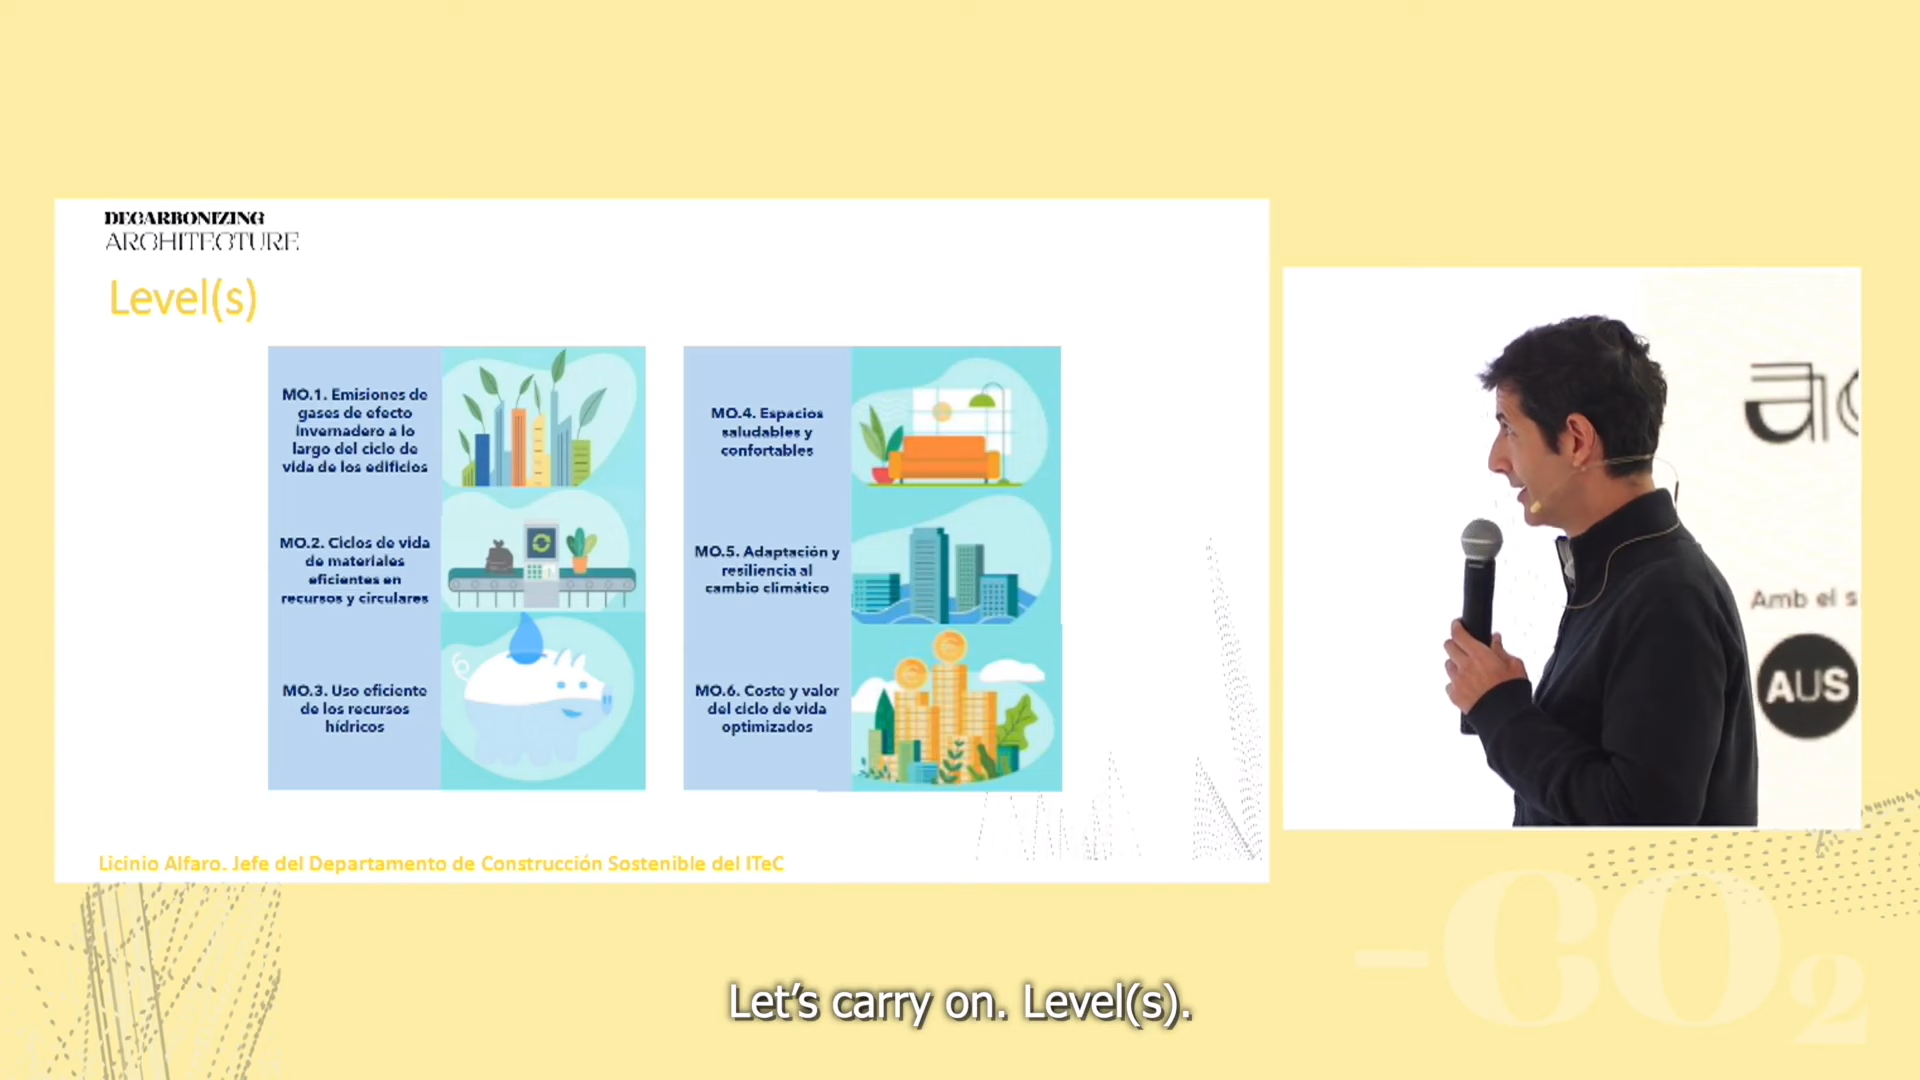 DECARBONIZING
ARCHITECTURE
Level(s)
MO.1. Emisiones de
gases de efecto
invernadero a lo
largo del ciclo de
vida de los edificios
MO.2. Ciclos de vida
de materiales
eficientes en
recursos y circulares
MO.3. Uso eficiente
de los recursos
hídricos
MO.4. Espacios
saludables y
confortables
MO.5. Adaptación y
resiliencia al
cambio climático
MO.6. Coste y valor
del ciclo de vida
optimizados
Licinio Alfaro. Jefe del Departamento de Construcción Sostenible del ITeC
Amb el s
AUS
-CO2
Let's carry on. Level(s).